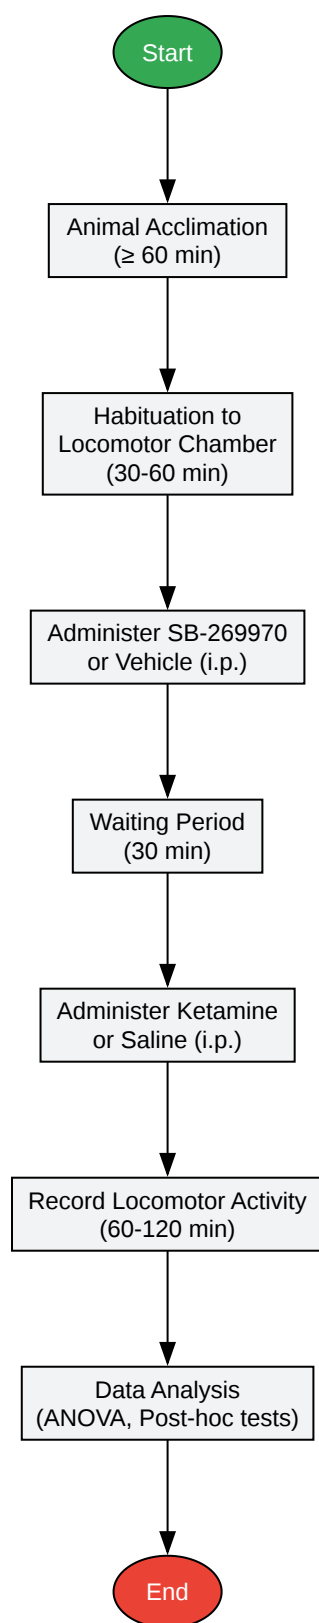 Start
Animal Acclimation
(≥ 60 min)
Habituation to
Locomotor Chamber
(30-60 min)
Administer SB-269970
or Vehicle (i.p.)
Waiting Period
(30 min)
Administer Ketamine
or Saline (i.p.)
Record Locomotor Activity
(60-120 min)
Data Analysis
(ANOVA, Post-hoc tests)
End